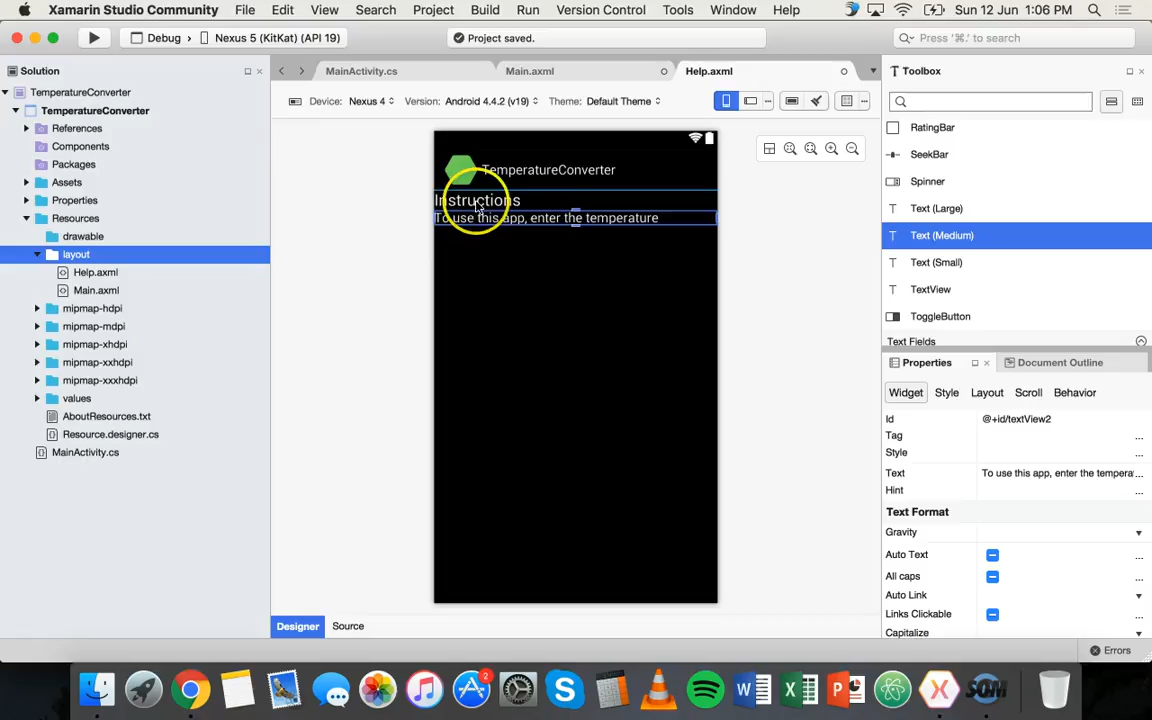 Xamarin Studio Community File Edit View Search Project Build Run Version Control Tools Window Help Sun 12 Jun 1:06 PM
Debug Nexus 5 (KitKat) (API 19) Project saved. Press '⌘.' to search
Solution
MainActivity.cs Main.axml Help.axml
Toolbox
TemperatureConverter
TemperatureConverter
References
Components
Packages
Assets
Properties
Resources
drawable
layout
Help.axml
Main.axml
mipmap-hdpi
mipmap-mdpi
mipmap-xhdpi
mipmap-xxhdpi
mipmap-xxxhdpi
values
AboutResources.txt
Resource.designer.cs
MainActivity.cs
Device: Nexus 4 Version: Android 4.4.2 (v19) Theme: Default Theme
TemperatureConverter
Instructions
To use this app, enter the temperature
Designer Source
RatingBar
SeekBar
Spinner
Text (Large)
Text (Medium)
Text (Small)
TextView
ToggleButton
Text Fields
Properties Document Outline
Widget Style Layout Scroll Behavior
Id @+id/textView2
Tag ...
Style ...
Text To use this app, enter the tempera...
Hint ...
Text Format
Gravity
Auto Text ...
All caps ...
Auto Link
Links Clickable ...
Capitalize
Errors
2